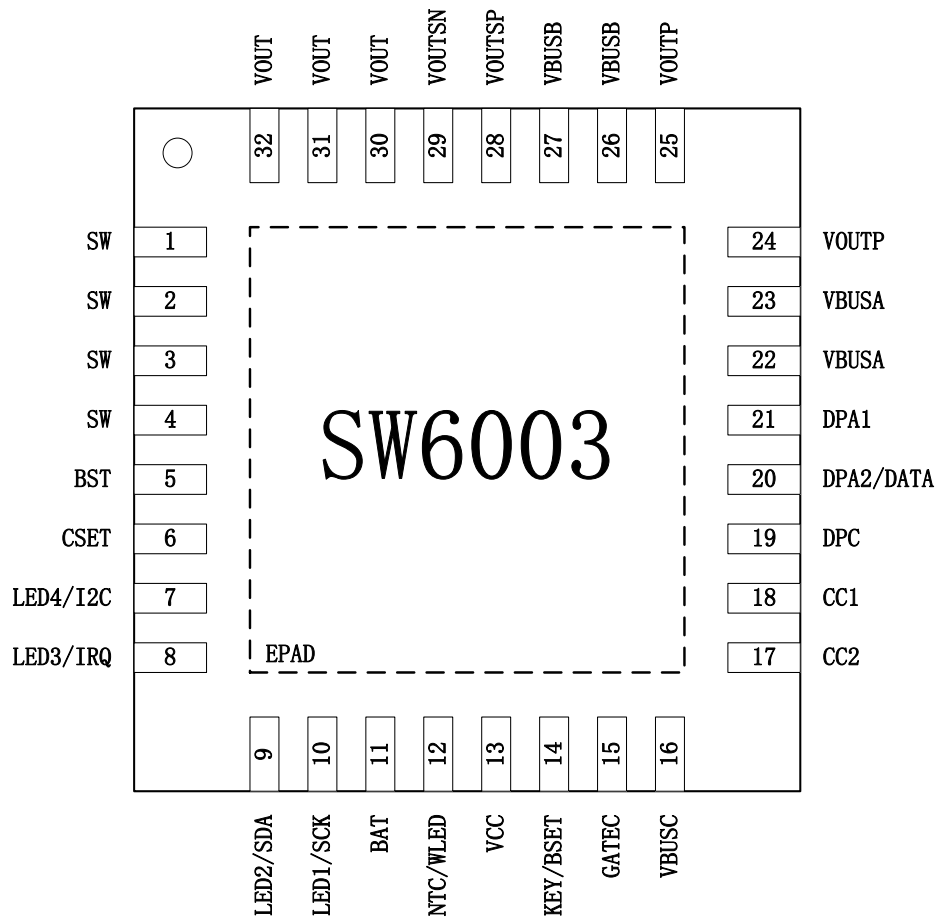 VOUT VOUT VOUT VOUTSN VOUTSP VBUSB VBUSB VOUTP
32 31 30 29 28 27 26 25
SW 1 24 VOUTP
SW 2 23 VBUSA
SW 3 22 VBUSA
SW 4 21 DPA1
SW6003
BST 5 20 DPA2/DATA
CSET 6 19 DPC
LED4/I2C 7 18 CC1
LED3/IRQ 8 EPAD 17 CC2
9 10 11 12 13 14 15 16
LED2/SDA LED1/SCK BAT NTC/WLED VCC KEY/BSET GATEC VBUSC